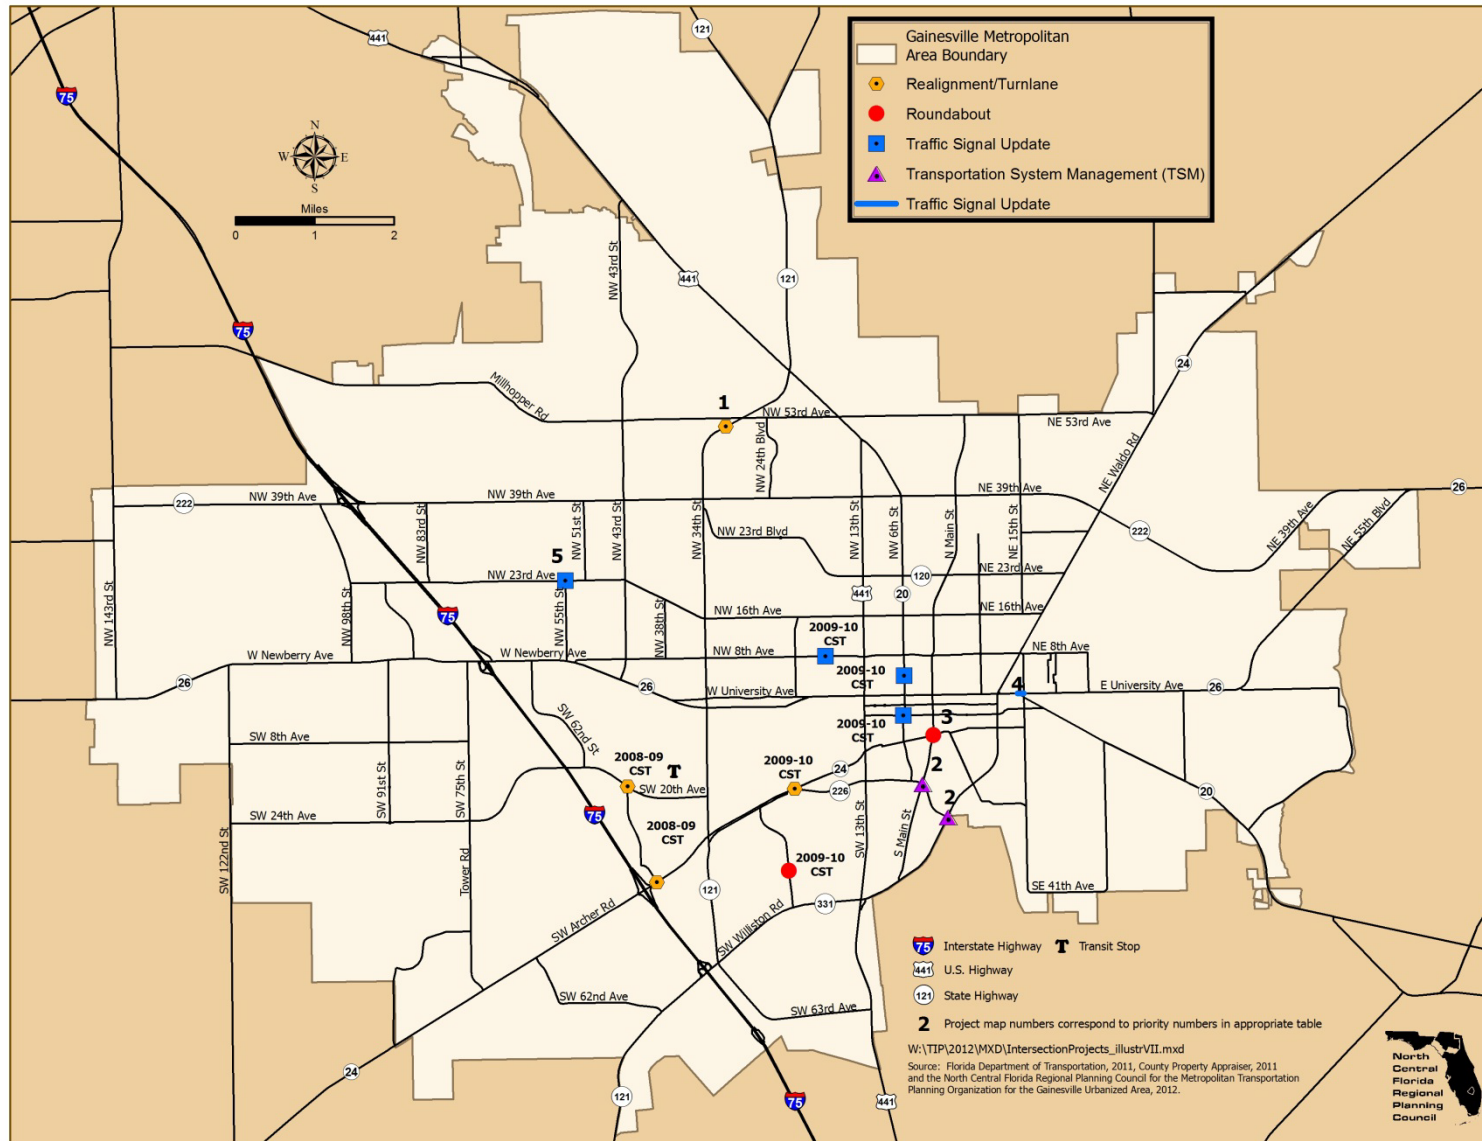 Gainesville Metropolitan
Area Boundary
Realignment/Turnlane
Roundabout
Traffic Signal Update
Transportation System Management (TSM)
Traffic Signal Update
441
121
75
N
W E
S
Miles
0 1 2
NW 43rd St
441
121
75
24
Millhopper Rd
1
NW 53rd Ave
NE 53rd Ave
NW 24th Blvd
NE Waldo Rd
222
NW 39th Ave
NW 39th Ave
NE 39th Ave
26
NW 83rd St
NW 51st St
NW 43rd St
NW 34th St
NW 23rd Blvd
NW 13th St
NW 6th St
N Main St
NE 15th St
222
NE 39th Ave
NE 55th Blvd
5
NW 23rd Ave
120
NE 23rd Ave
441
20
NW 143rd St
NW 98th St
75
NW 55th St
NW 38th St
NW 16th Ave
NE 16th Ave
2009-10
CST
W Newberry Ave
W Newberry Ave
NW 8th Ave
NE 8th Ave
2009-10
CST
26
26
W University Ave
4
E University Ave
26
2009-10
CST
3
SW 8th Ave
SW 62nd St
2008-09
CST
T
2009-10
CST
24
2
SW 91st St
SW 75th St
SW 20th Ave
226
20
SW 24th Ave
75
2008-09
CST
2
SW 122nd St
Tower Rd
SW 13th St
S Main St
2009-10
CST
121
SE 41th Ave
331
SW Archer Rd
SW Williston Rd
SW 62nd Ave
SW 63rd Ave
24
121
75
441
75 Interstate Highway T Transit Stop
441 U.S. Highway
121 State Highway
2 Project map numbers correspond to priority numbers in appropriate table
W:\TIP\2012\MXD\IntersectionProjects_illustrVII.mxd
Source: Florida Department of Transportation, 2011, County Property Appraiser, 2011
and the North Central Florida Regional Planning Council for the Metropolitan Transportation
Planning Organization for the Gainesville Urbanized Area, 2012.
North
Central
Florida
Regional
Planning
Council